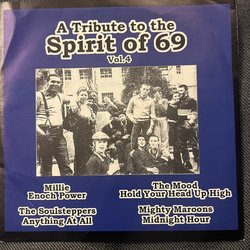 A Tribute to the
Spirit of 69
Vol.4
Millie
Enoch Power
The Mood
Hold Your Head Up High
The Soulsteppers
Anything At All
Mighty Maroons
Midnight Hour